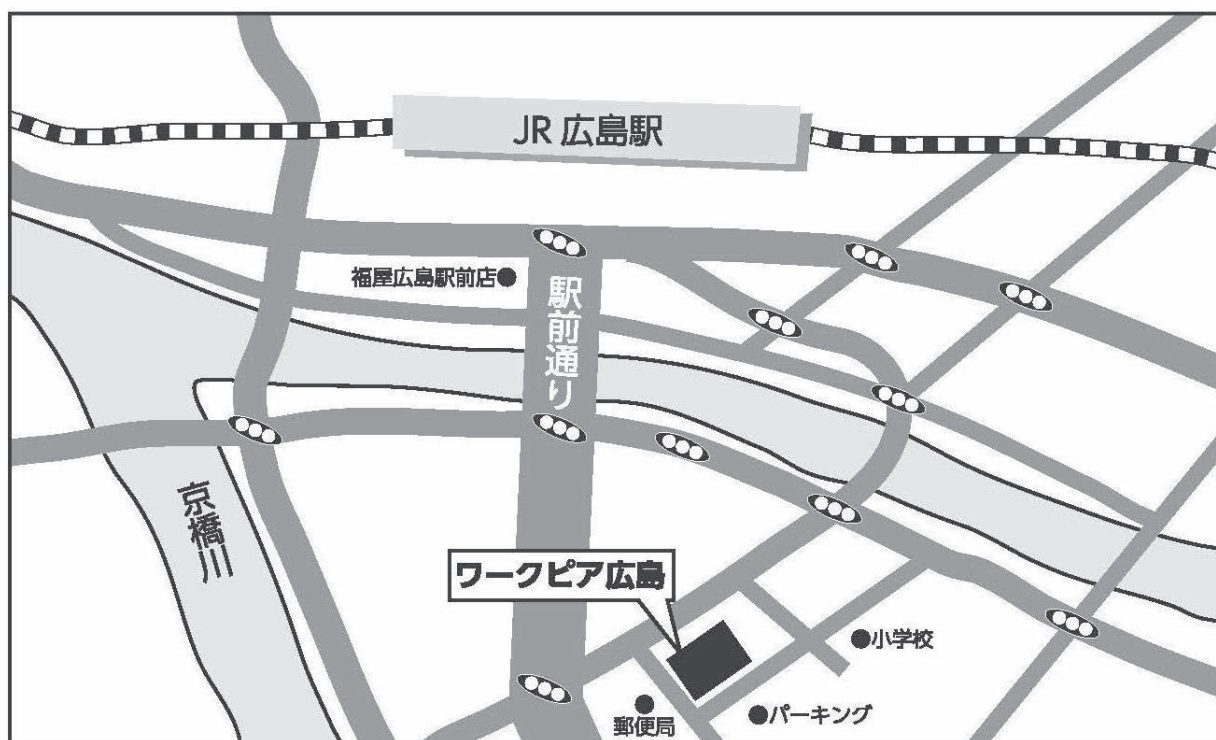 JR 広島駅
福屋広島駅前店
駅前通り
京橋川
ワークピア広島
小学校
パーキング
郵便局